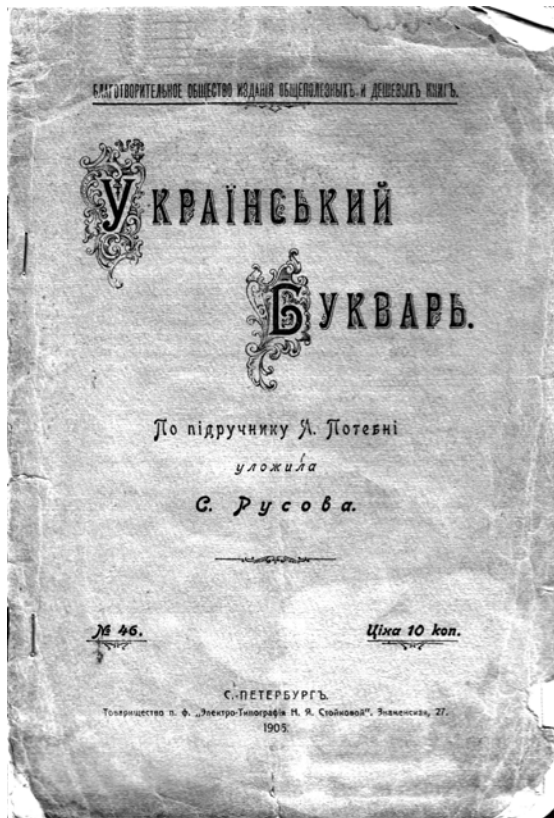 БЛАГОТВОРИТЕЛЬНОЕ ОБЩЕСТВО ИЗДАНІЯ ОБЩЕПОЛЕЗНЫХЪ И ДЕШЕВЫХЪ КНИГЪ.
УКРАЇНСЬКИЙ
БУКВАРЬ.
По підручнику А. Потебні
уложила
С. Русова.
№ 46.
Ціна 10 коп.
С.-ПЕТЕРБУРГЪ.
Товарищество п. ф. „Электро-Типографія Н. Я. Стойковой", Знаменская, 27.
1905